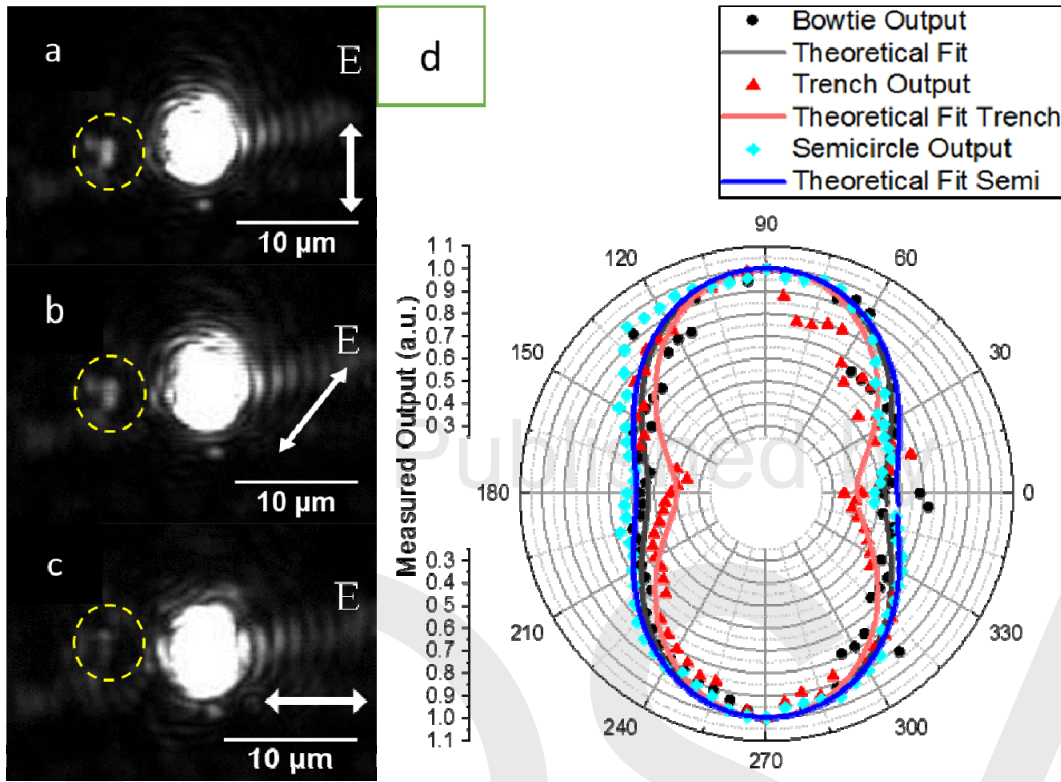 a
E
10 µm
b
E
10 µm
c
E
10 µm
d
Bowtie Output
Theoretical Fit
Trench Output
Theoretical Fit Trench
Semicircle Output
Theoretical Fit Semi
Measured Output (a.u.)
1.1
1.0
0.9
0.8
0.7
0.6
0.5
0.4
0.3
0.3
0.4
0.5
0.6
0.7
0.8
0.9
1.0
1.1
90
60
30
0
330
300
270
240
210
180
150
120
Published by